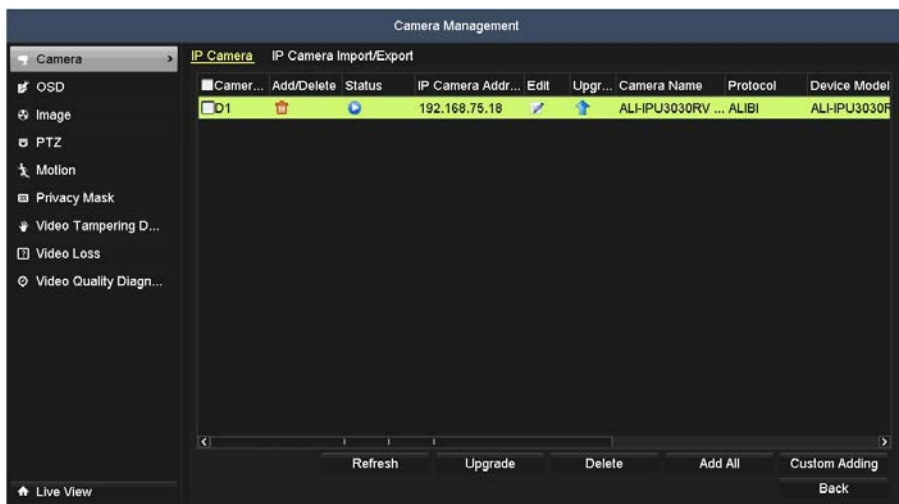 Camera Management
Camera
OSD
Image
PTZ
Motion
Privacy Mask
Video Tampering D...
Video Loss
Video Quality Diagn...
Live View
IP Camera IP Camera Import/Export
Camer... Add/Delete Status IP Camera Addr... Edit Upgr... Camera Name Protocol Device Model
D1 192.168.75.18 ALI-IPU3030RV ... ALIBI ALI-IPU3030R
Refresh Upgrade Delete Add All Custom Adding
Back